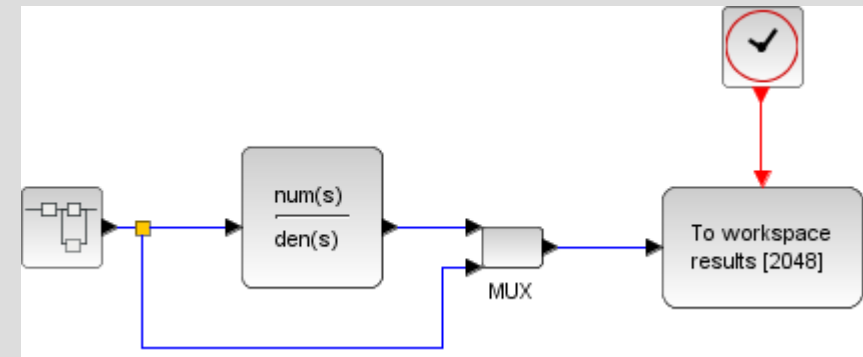 num(s)
den(s)
MUX
To workspace
results [2048]